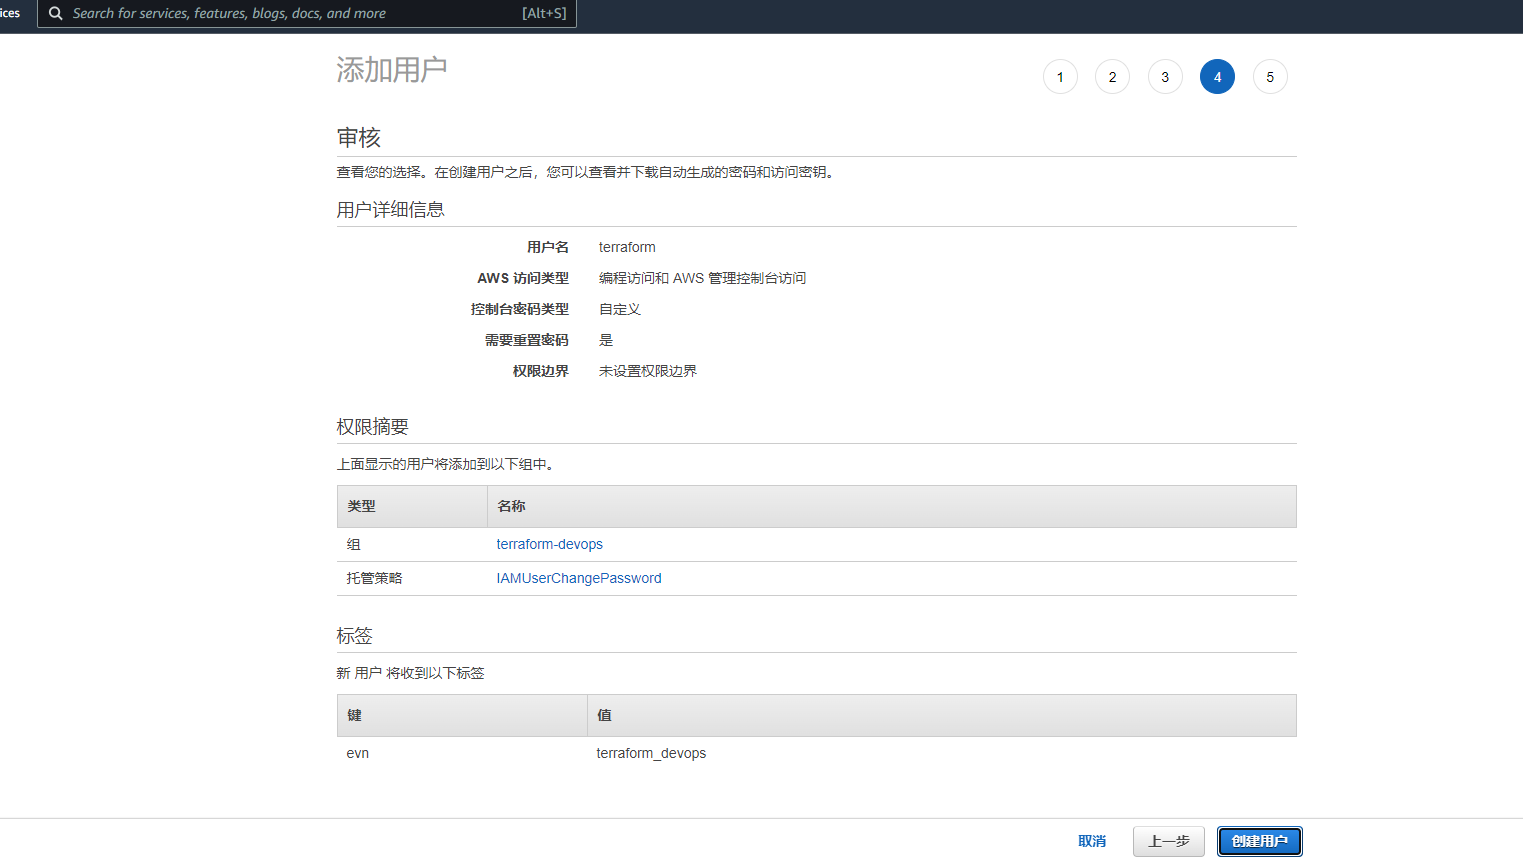 ices Search for services, features, blogs, docs, and more [Alt+S]
添加用户
1 2 3 4 5
审核
查看您的选择。在创建用户之后，您可以查看并下载自动生成的密码和访问密钥。
用户详细信息
用户名 terraform
AWS 访问类型 编程访问和 AWS 管理控制台访问
控制台密码类型 自定义
需要重置密码 是
权限边界 未设置权限边界
权限摘要
上面显示的用户将添加到以下组中。
类型 名称
组 terraform-devops
托管策略 IAMUserChangePassword
标签
新 用户 将收到以下标签
键 值
evn terraform_devops
取消 上一步 创建用户